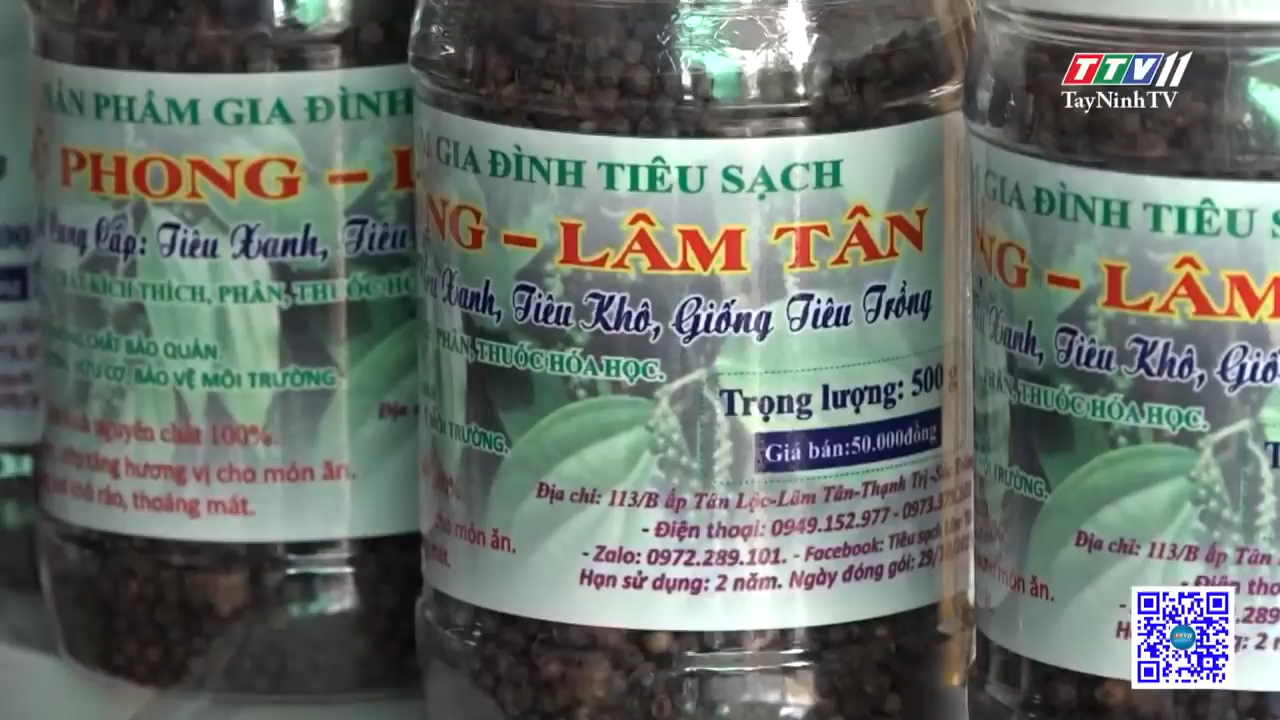 TTV11
TayNinhTV
SẢN PHẨM GIA ĐÌNH
PHONG –
Cung Cấp: Tiêu Xanh, Tiêu
KÍCH THÍCH, PHÂN, THUỐC HÓ
CHẤT BẢO QUẢN.
HỮU CƠ BẢO VỆ MÔI TRƯỜNG
nguyên chất 100%.
tăng hương vị cho món ăn.
khô ráo, thoáng mát.
GIA ĐÌNH TIÊU SẠCH
NG – LÂM TÂN
Xanh, Tiêu Khô, Giống Tiêu Trồng
PHÂN, THUỐC HÓA HỌC.
Trọng lượng: 500 g
TRƯỜNG.
Giá bán:50.000đồng
Địa chỉ: 113/B ấp Tân Lộc-Lâm Tân-Thạnh Trị
món ăn.
- Điện thoại: 0949.152.977 - 0973
- Zalo: 0972.289.101. - Facebook: Tiêu sạch
Hạn sử dụng: 2 năm. Ngày đóng gói: 29/
GIA ĐÌNH TIÊU S
NG – LÂM
Xanh, Tiêu Khô, Giố
PHÂN, THUỐC HÓA HỌC.
TRƯỜNG.
Địa chỉ: 113/B ấp Tân
món ăn.